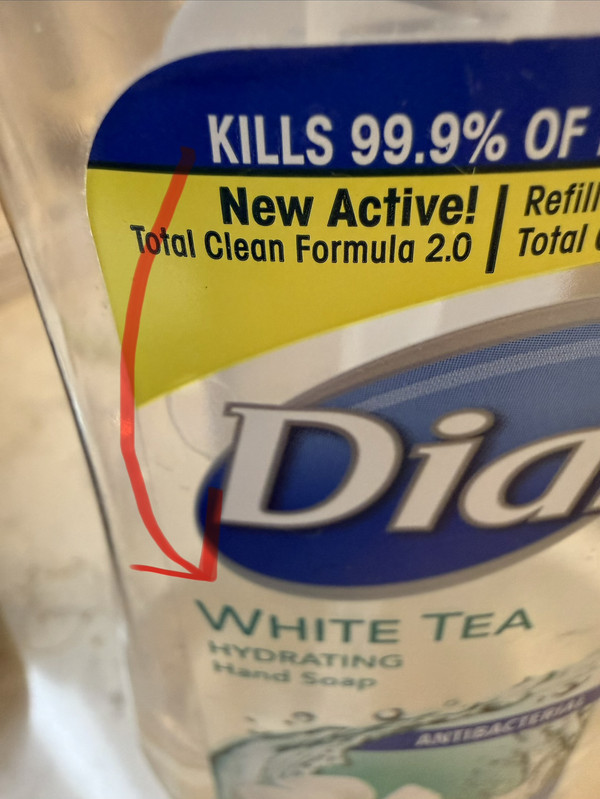 KILLS 99.9% OF
New Active!
Total Clean Formula 2.0
Refill
Total
Dial
WHITE TEA
HYDRATING
Hand Soap
ANTIBACTERIAL